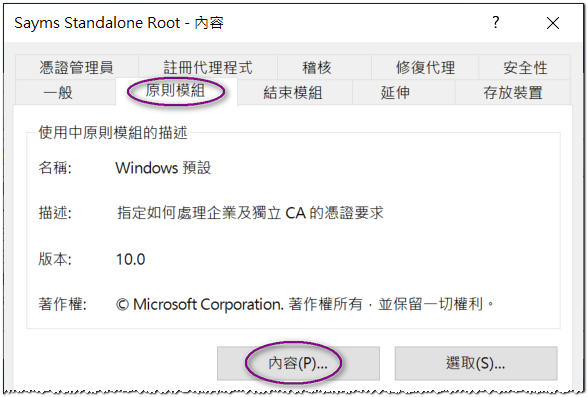 Sayms Standalone Root - 內容
? ×
憑證管理員 註冊代理程式 稽核 修復代理 安全性
一般 原則模組 結束模組 延伸 存放裝置
使用中原則模組的描述
名稱: Windows 預設
描述: 指定如何處理企業及獨立 CA 的憑證要求
版本: 10.0
著作權: © Microsoft Corporation. 著作權所有，並保留一切權利。
內容(P)... 選取(S)...